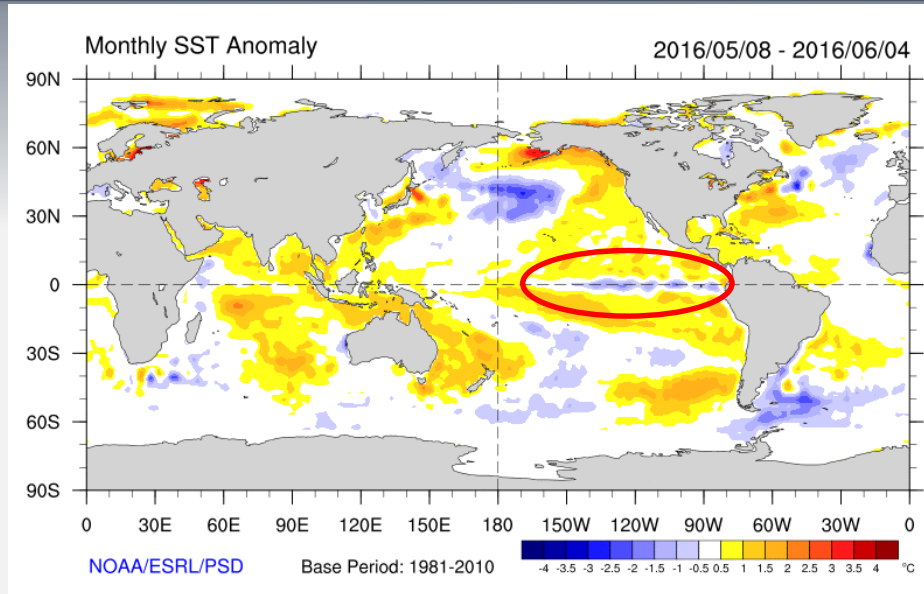 Monthly SST Anomaly 2016/05/08 - 2016/06/04
90N
60N
30N
0
30S
60S
90S
0 30E 60E 90E 120E 150E 180 150W 120W 90W 60W 30W 0
NOAA/ESRL/PSD Base Period: 1981-2010
-4 -3.5 -3 -2.5 -2 -1.5 -1 -0.5 0.5 1 1.5 2 2.5 3 3.5 4 °C